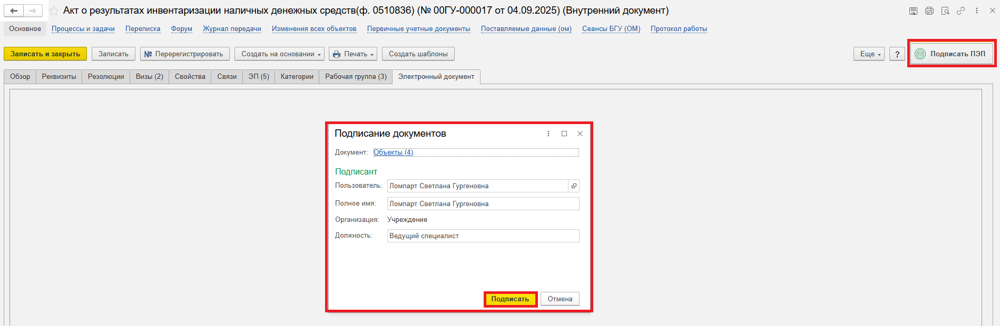 Акт о результатах инвентаризации наличных денежных средств(ф. 0510836) (№ 00ГУ-000017 от 04.09.2025) (Внутренний документ)
Основное Процессы и задачи Переписка Форум Журнал передачи Изменения всех объектов Первичные учетные документы Поставляемые данные (ом) Сеансы БГУ (ОМ) Протокол работы
Записать и закрыть Записать № Перерегистрировать Создать на основании Печать Создать шаблоны Еще ? Подписать ПЭП
Обзор Реквизиты Резолюции Визы (2) Свойства Связи ЭП (5) Категории Рабочая группа (3) Электронный документ
Подписание документов
Документ: Объекты (4)
Подписант
Пользователь: Ломпарт Светлана Гургеновна
Полное имя: Ломпарт Светлана Гургеновна
Организация: Учреждение
Должность: Ведущий специалист
Подписать Отмена